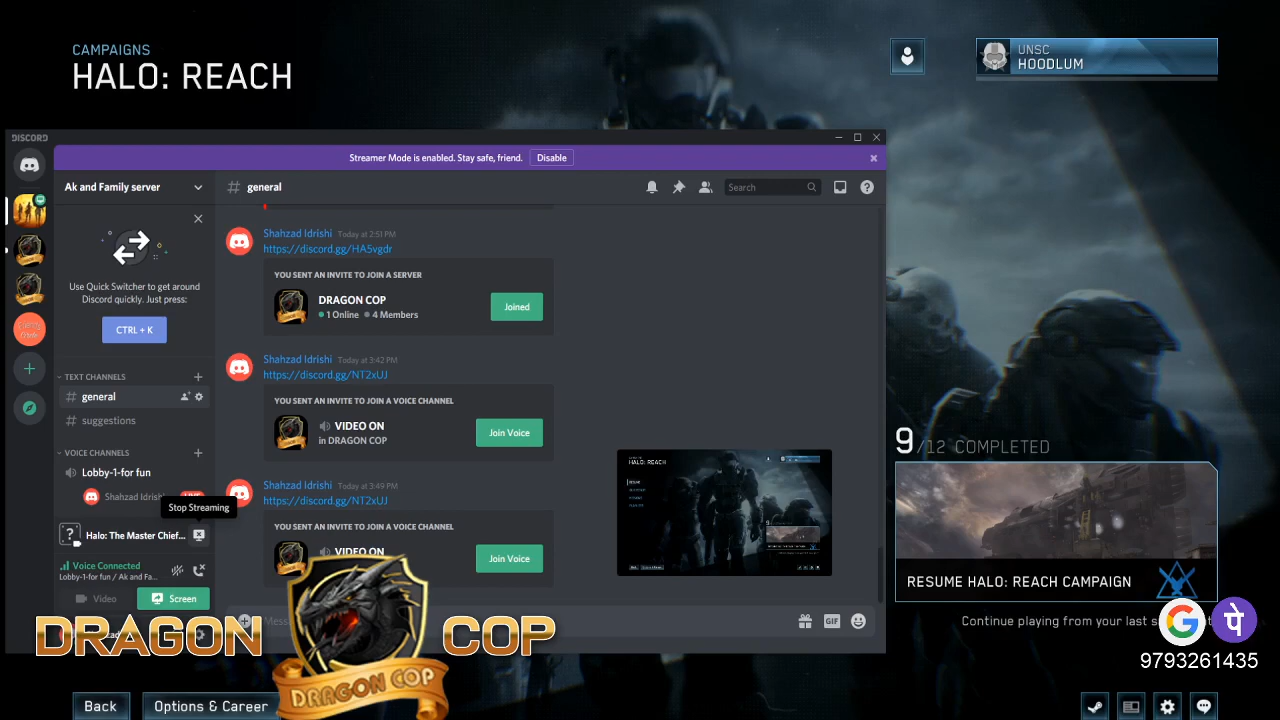 CAMPAIGNS
HALO: REACH
UNSC
HOODLUM
DISCORD
Streamer Mode is enabled. Stay safe, friend.
Disable
Ak and Family server
# general
Search
Use Quick Switcher to get around
Discord quickly. Just press:
CTRL + K
TEXT CHANNELS
# general
# suggestions
VOICE CHANNELS
Lobby-1-for fun
Shazad Idrishi
Stop Streaming
Halo: The Master Chief...
Voice Connected
Lobby-1-for fun / Ak and Fa...
Video
Screen
Shahzad Idrishi Today at 2:51 PM
https://discord.gg/HA5vgdr
YOU SENT AN INVITE TO JOIN A SERVER
DRAGON COP
1 Online 4 Members
Joined
Shahzad Idrishi Today at 3:42 PM
https://discord.gg/NT2xUJ
YOU SENT AN INVITE TO JOIN A VOICE CHANNEL
VIDEO ON
in DRAGON COP
Join Voice
Shahzad Idrishi Today at 3:49 PM
https://discord.gg/NT2xUJ
YOU SENT AN INVITE TO JOIN A VOICE CHANNEL
VIDEO ON
Join Voice
Mess
GIF
HALO: REACH
9/12 COMPLETED
RESUME HALO: REACH CAMPAIGN
Continue playing from your last
G पे
9793261435
DRAGON COP
DRAGON COP
Back
Options & Career